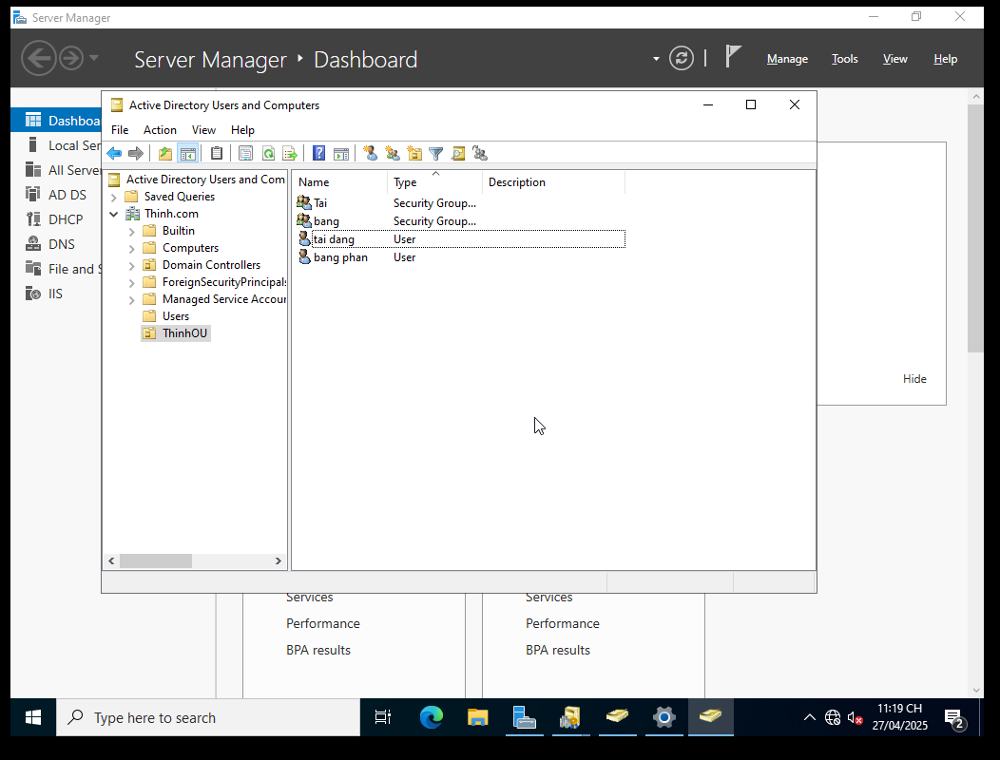 Server Manager
Server Manager ‣ Dashboard
Manage Tools View Help
Dashboa
Local Ser
All Serve
AD DS
DHCP
DNS
File and S
IIS
Active Directory Users and Computers
File Action View Help
Active Directory Users and Com
Saved Queries
Thinh.com
Builtin
Computers
Domain Controllers
ForeignSecurityPrincipals
Managed Service Accoun
Users
ThinhOU
Name Type Description
Tai Security Group...
bang Security Group...
tai dang User
bang phan User
Hide
Services Services
Performance Performance
BPA results BPA results
Type here to search
11:19 CH
27/04/2025
2